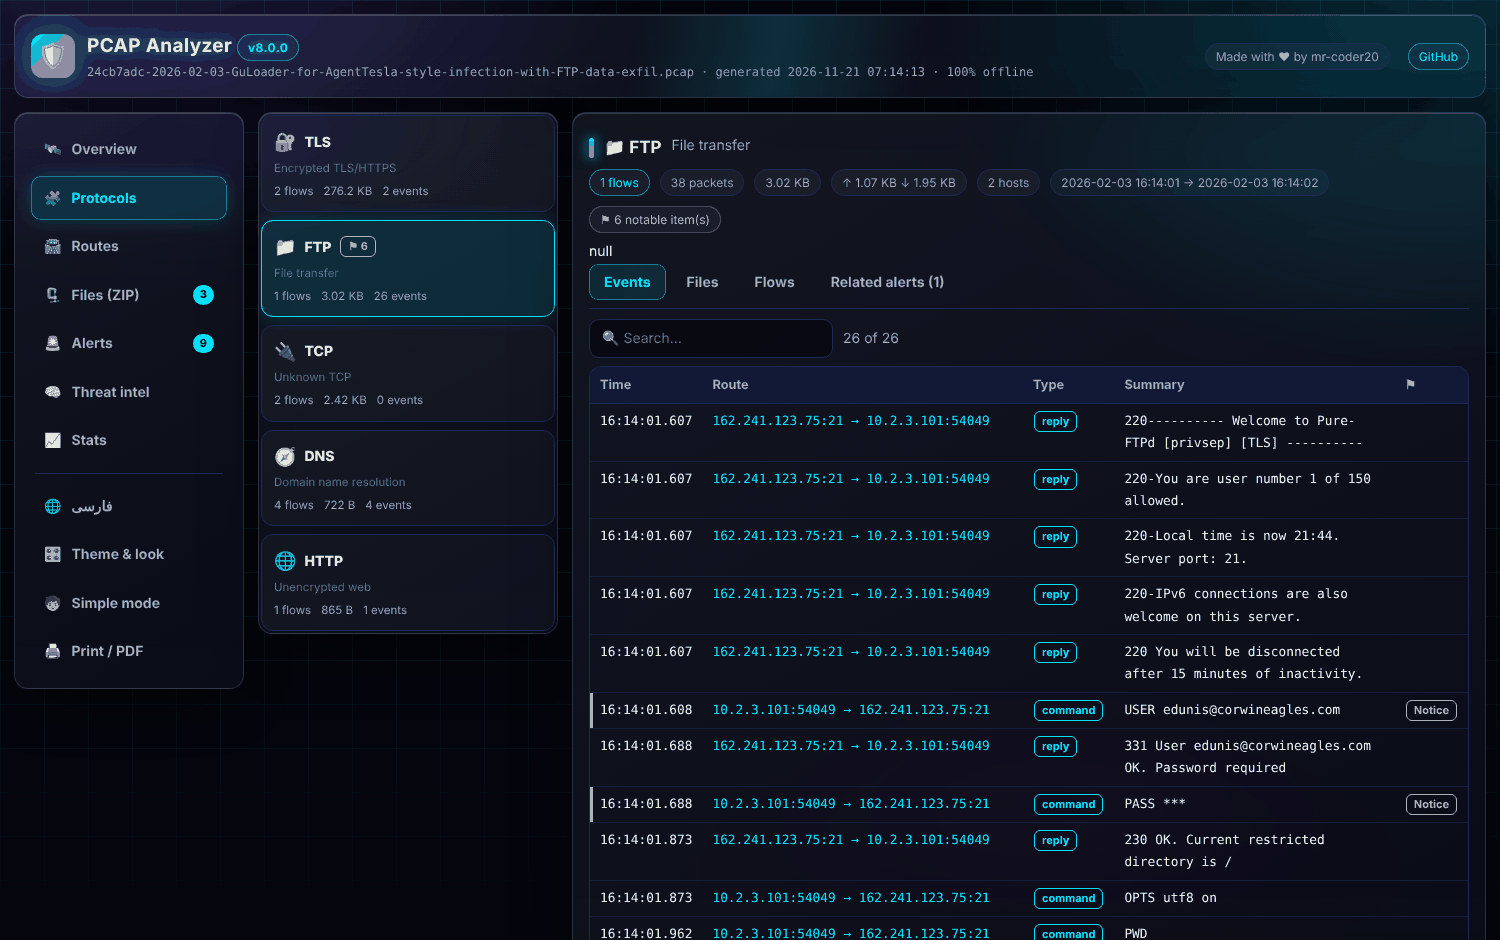 PCAP Analyzer v8.0.0
24cb7adc-2026-02-03-GuLoader-for-AgentTesla-style-infection-with-FTP-data-exfil.pcap · generated 2026-11-21 07:14:13 · 100% offline
Made with ♥ by mr-coder20
GitHub
Overview
Protocols
Routes
Files (ZIP) 3
Alerts 9
Threat intel
Stats
فارسی
Theme & look
Simple mode
Print / PDF
TLS
Encrypted TLS/HTTPS
2 flows 276.2 KB 2 events
FTP ⚑ 6
File transfer
1 flows 3.02 KB 26 events
TCP
Unknown TCP
2 flows 2.42 KB 0 events
DNS
Domain name resolution
4 flows 722 B 4 events
HTTP
Unencrypted web
1 flows 865 B 1 events
FTP File transfer
1 flows 38 packets 3.02 KB ↑ 1.07 KB ↓ 1.95 KB 2 hosts 2026-02-03 16:14:01 → 2026-02-03 16:14:02
⚑ 6 notable item(s)
null
Events Files Flows Related alerts (1)
Search... 26 of 26
Time Route Type Summary ⚑
16:14:01.607 162.241.123.75:21 → 10.2.3.101:54049 reply 220---------- Welcome to Pure-
FTPd [privsep] [TLS] ----------
16:14:01.607 162.241.123.75:21 → 10.2.3.101:54049 reply 220-You are user number 1 of 150
allowed.
16:14:01.607 162.241.123.75:21 → 10.2.3.101:54049 reply 220-Local time is now 21:44.
Server port: 21.
16:14:01.607 162.241.123.75:21 → 10.2.3.101:54049 reply 220-IPv6 connections are also
welcome on this server.
16:14:01.607 162.241.123.75:21 → 10.2.3.101:54049 reply 220 You will be disconnected
after 15 minutes of inactivity.
16:14:01.608 10.2.3.101:54049 → 162.241.123.75:21 command USER edunis@corwineagles.com Notice
16:14:01.688 162.241.123.75:21 → 10.2.3.101:54049 reply 331 User edunis@corwineagles.com
OK. Password required
16:14:01.688 10.2.3.101:54049 → 162.241.123.75:21 command PASS *** Notice
16:14:01.873 162.241.123.75:21 → 10.2.3.101:54049 reply 230 OK. Current restricted
directory is /
16:14:01.873 10.2.3.101:54049 → 162.241.123.75:21 command OPTS utf8 on
16:14:01.962 10.2.3.101:54049 → 162.241.123.75:21 command PWD